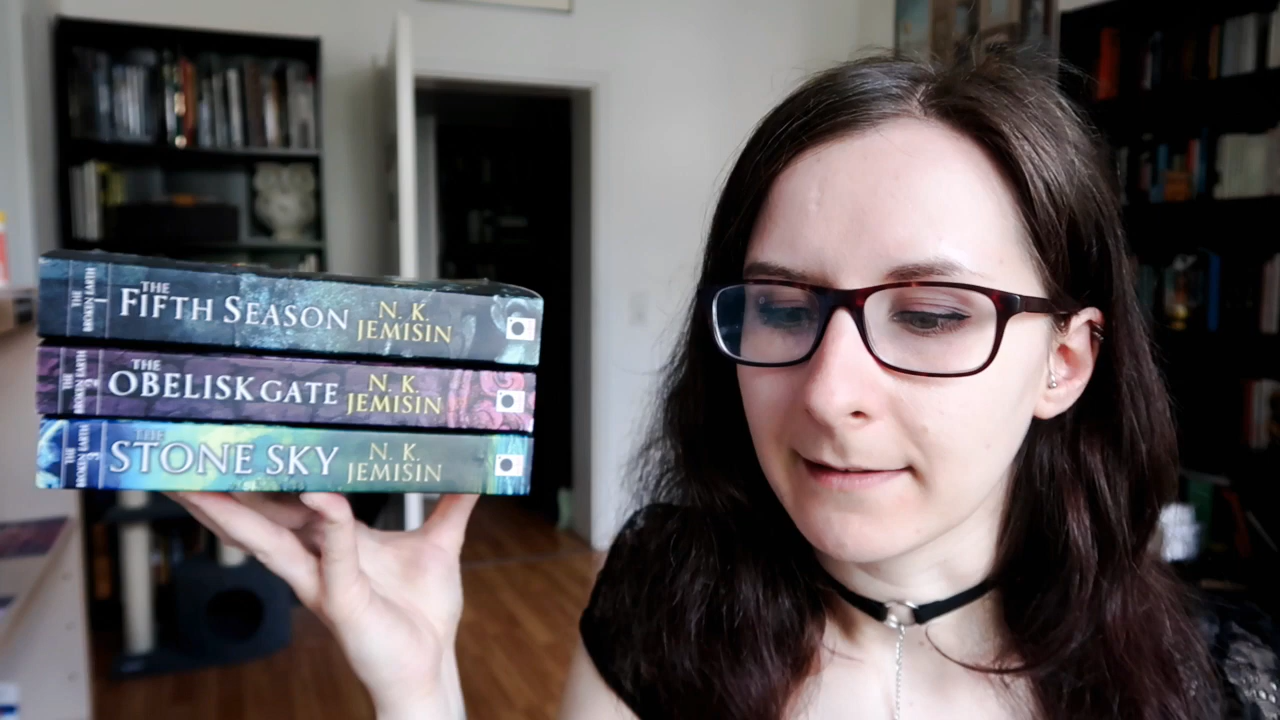 THE BROKEN EARTH 1
THE
FIFTH SEASON
N. K.
JEMISIN
THE BROKEN EARTH 2
THE
OBELISK GATE
N. K.
JEMISIN
THE BROKEN EARTH 3
THE
STONE SKY
N. K.
JEMISIN